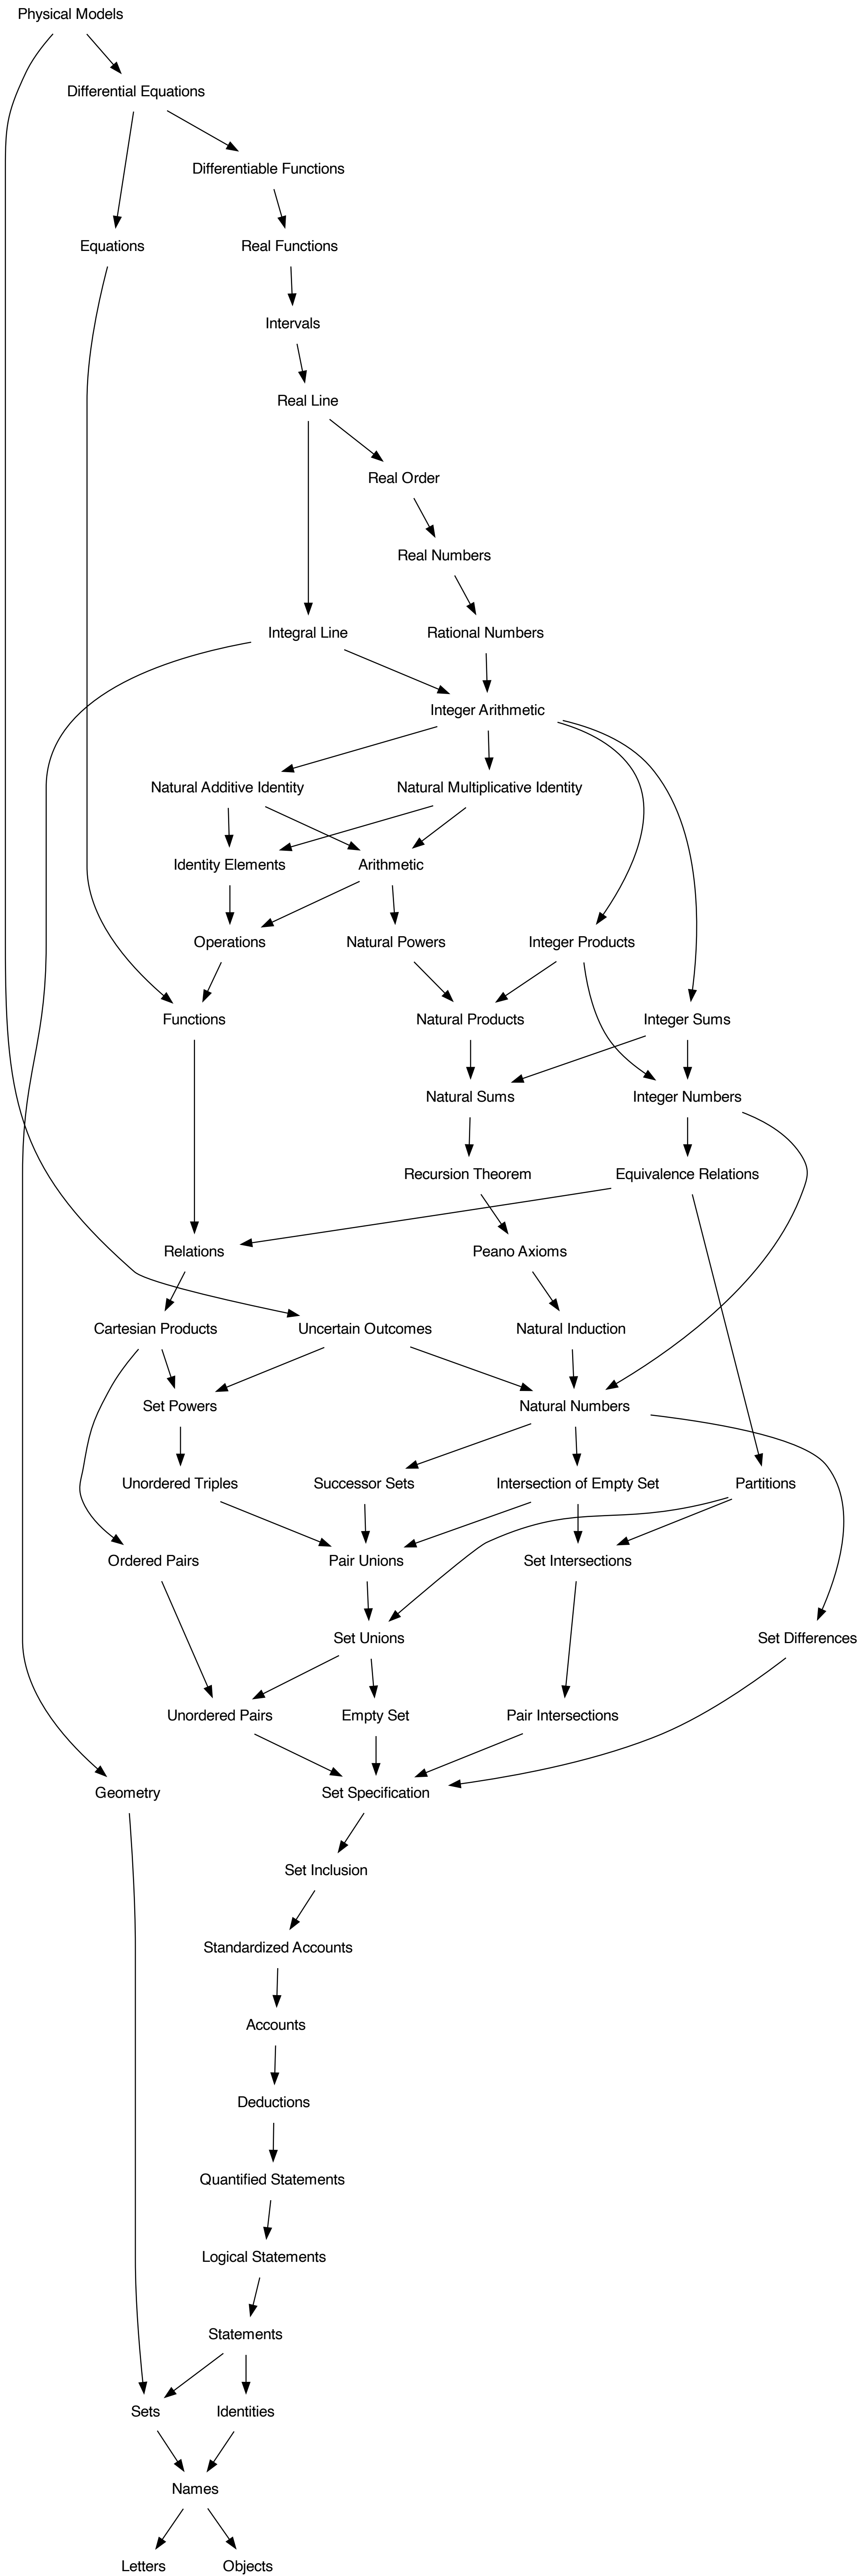 Physical Models
Differential Equations
Differentiable Functions
Equations
Real Functions
Intervals
Real Line
Real Order
Real Numbers
Integral Line
Rational Numbers
Integer Arithmetic
Natural Additive Identity
Natural Multiplicative Identity
Identity Elements
Arithmetic
Operations
Natural Powers
Integer Products
Functions
Natural Products
Integer Sums
Natural Sums
Integer Numbers
Recursion Theorem
Equivalence Relations
Relations
Peano Axioms
Cartesian Products
Uncertain Outcomes
Natural Induction
Set Powers
Natural Numbers
Unordered Triples
Successor Sets
Intersection of Empty Set
Partitions
Ordered Pairs
Pair Unions
Set Intersections
Set Unions
Set Differences
Unordered Pairs
Empty Set
Pair Intersections
Geometry
Set Specification
Set Inclusion
Standardized Accounts
Accounts
Deductions
Quantified Statements
Logical Statements
Statements
Sets
Identities
Names
Letters
Objects